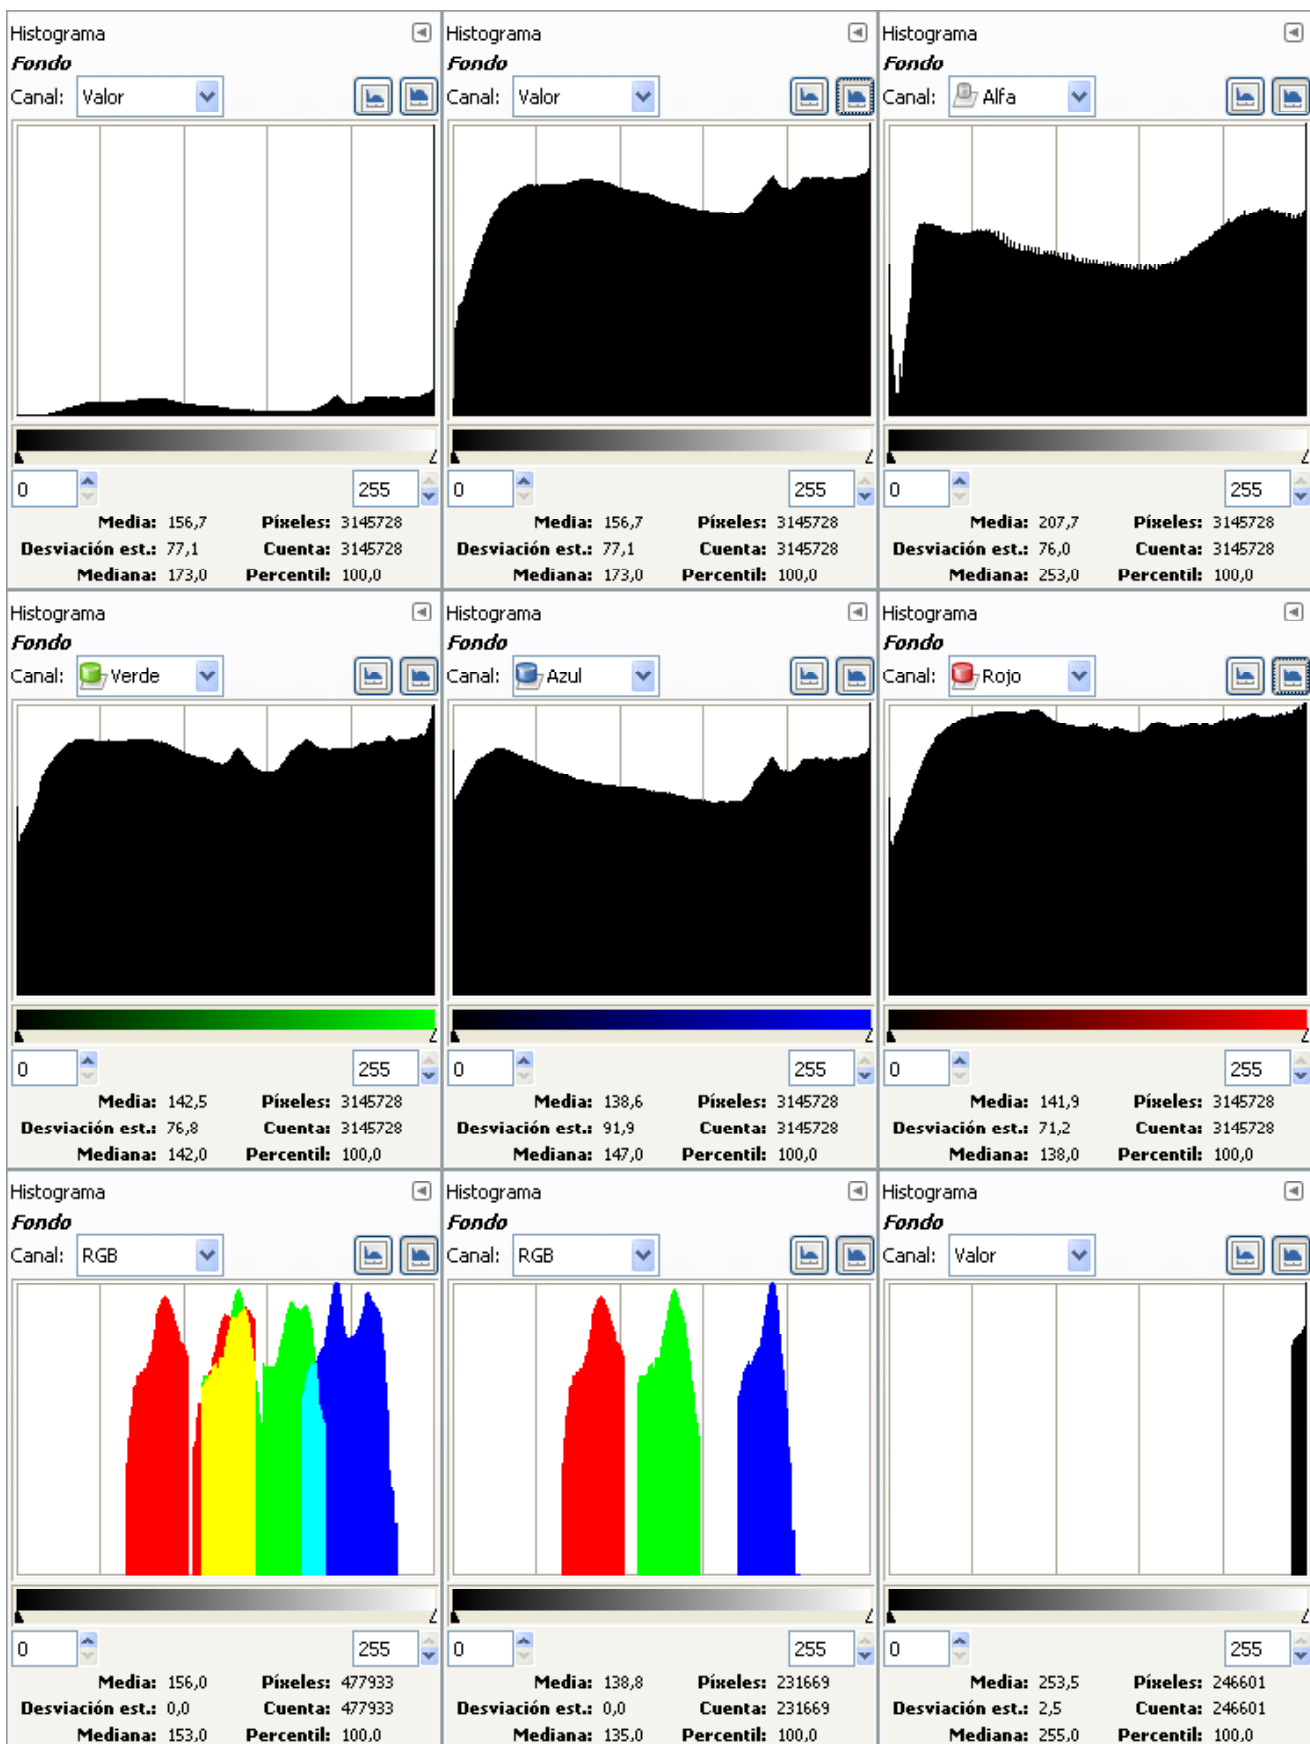 Histograma
Fondo
Canal: Valor
0 255
Media: 156,7 Píxeles: 3145728
Desviación est.: 77,1 Cuenta: 3145728
Mediana: 173,0 Percentil: 100,0
Histograma
Fondo
Canal: Valor
0 255
Media: 156,7 Píxeles: 3145728
Desviación est.: 77,1 Cuenta: 3145728
Mediana: 173,0 Percentil: 100,0
Histograma
Fondo
Canal: Alfa
0 255
Media: 207,7 Píxeles: 3145728
Desviación est.: 76,0 Cuenta: 3145728
Mediana: 253,0 Percentil: 100,0
Histograma
Fondo
Canal: Verde
0 255
Media: 142,5 Píxeles: 3145728
Desviación est.: 76,8 Cuenta: 3145728
Mediana: 142,0 Percentil: 100,0
Histograma
Fondo
Canal: Azul
0 255
Media: 138,6 Píxeles: 3145728
Desviación est.: 91,9 Cuenta: 3145728
Mediana: 147,0 Percentil: 100,0
Histograma
Fondo
Canal: Rojo
0 255
Media: 141,9 Píxeles: 3145728
Desviación est.: 71,2 Cuenta: 3145728
Mediana: 138,0 Percentil: 100,0
Histograma
Fondo
Canal: RGB
0 255
Media: 156,0 Píxeles: 477933
Desviación est.: 0,0 Cuenta: 477933
Mediana: 153,0 Percentil: 100,0
Histograma
Fondo
Canal: RGB
0 255
Media: 138,8 Píxeles: 231669
Desviación est.: 0,0 Cuenta: 231669
Mediana: 135,0 Percentil: 100,0
Histograma
Fondo
Canal: Valor
0 255
Media: 253,5 Píxeles: 246601
Desviación est.: 2,5 Cuenta: 246601
Mediana: 255,0 Percentil: 100,0